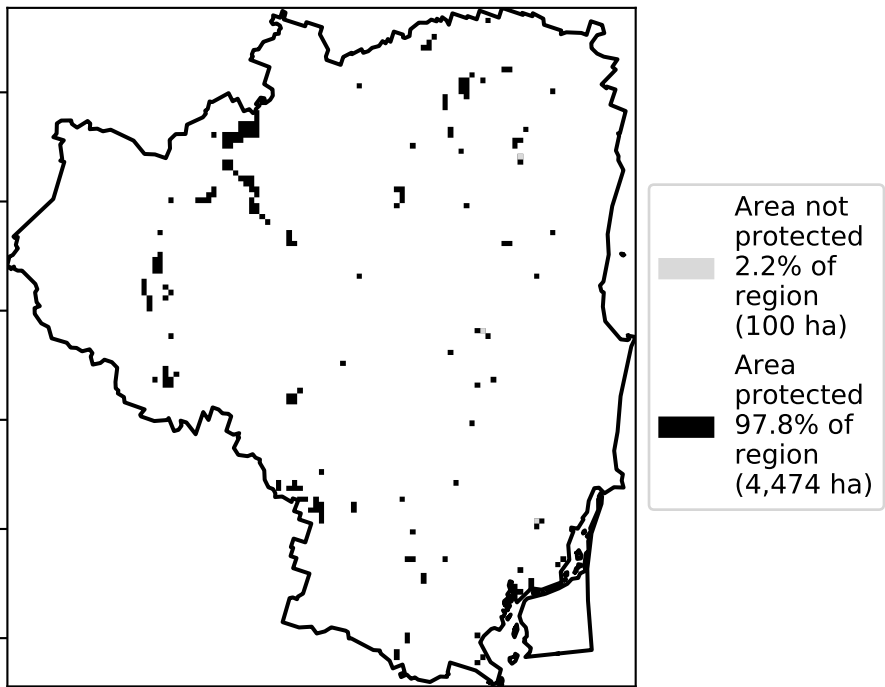 Area not
protected
2.2% of
region
(100 ha)
Area
protected
97.8% of
region
(4,474 ha)